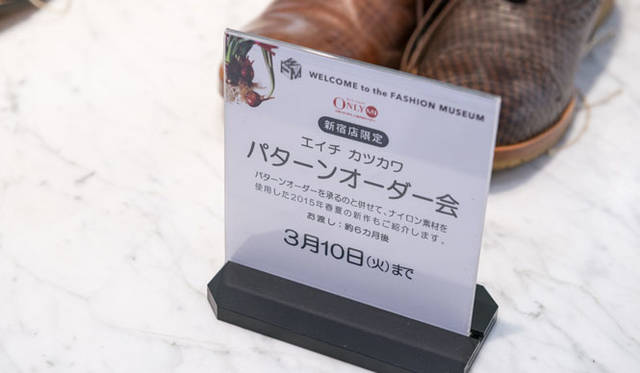 WELCOME to the FASHION MUSEUM
ONLY
新宿店限定
エイチ カツカワ
パターンオーダー会
パターンオーダーを承るのと併せて、ナイロン素材を
使用した2015年春夏の新作もご紹介します。
お渡し:約6カ月後
3月10日(火)まで